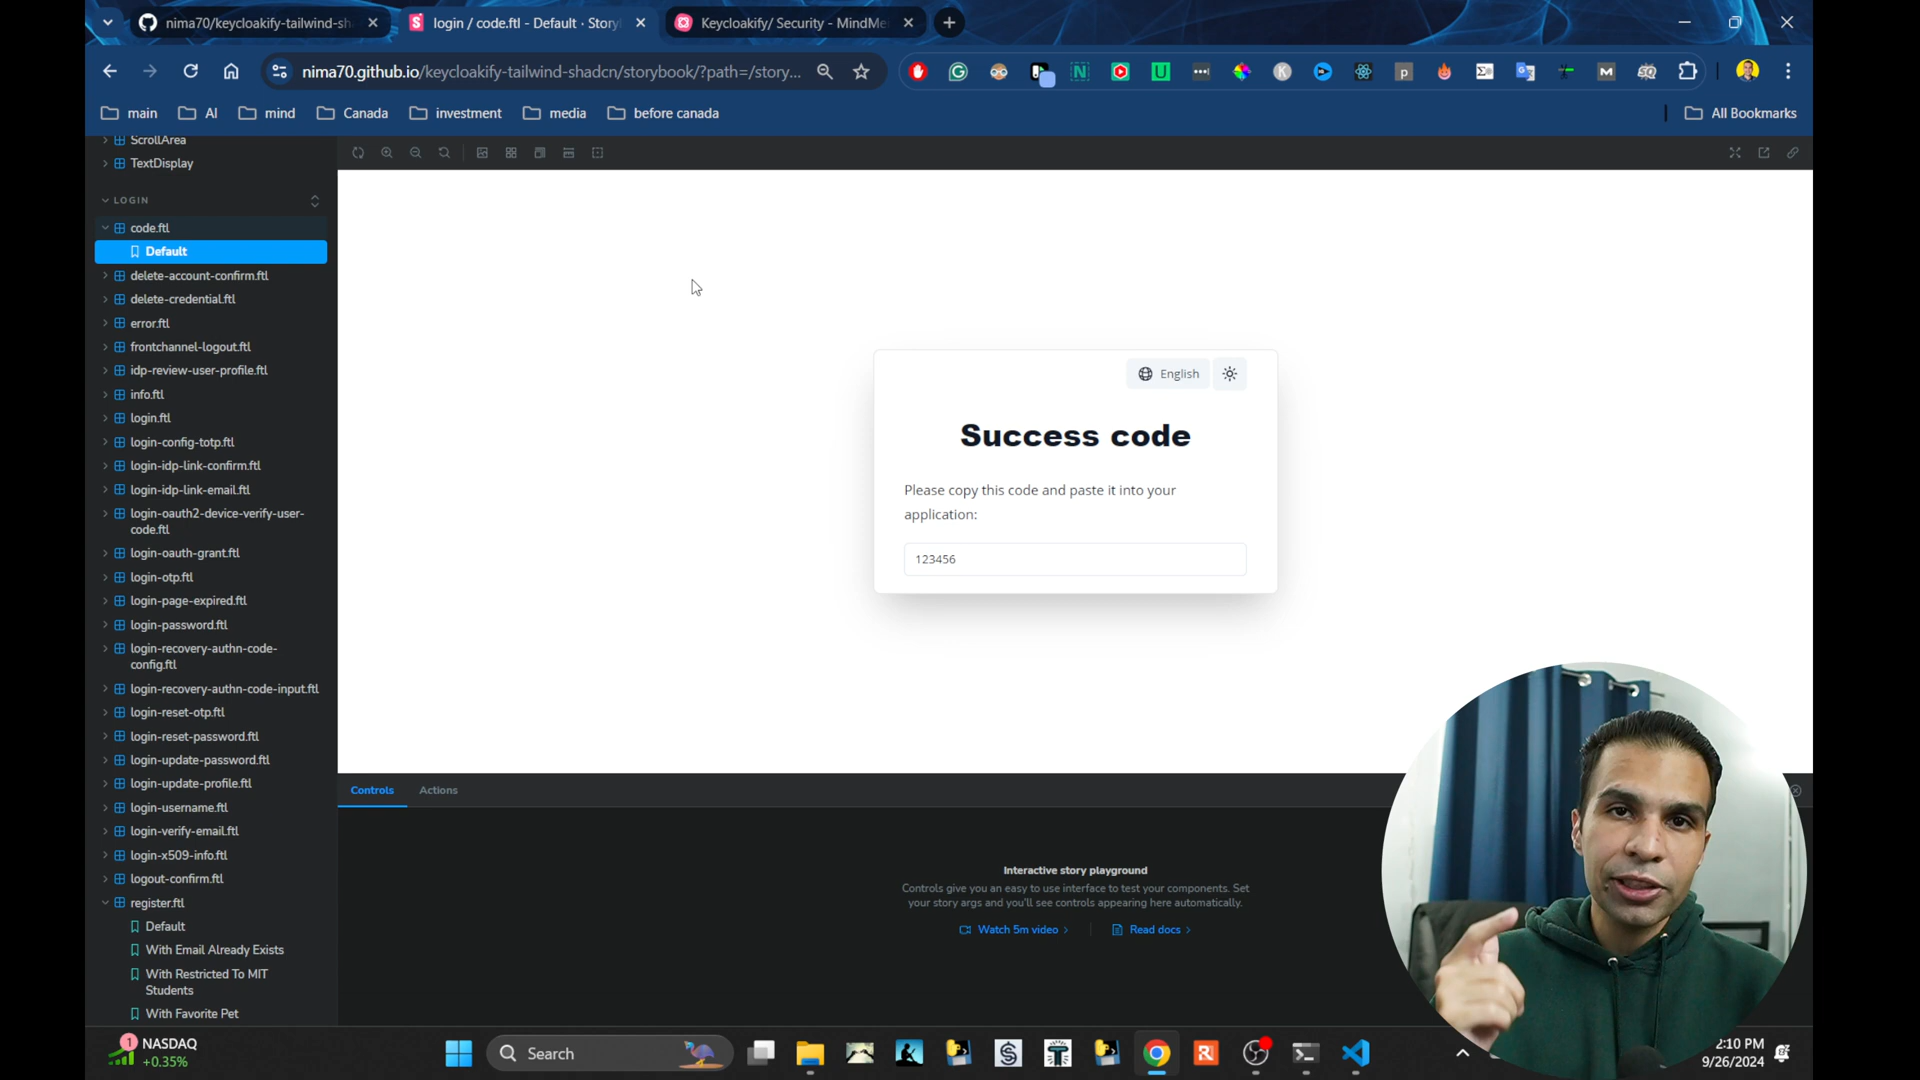 nima70/keycloakify-tailwind-sh
login / code.ftl - Default · Story
Keycloakify/ Security - MindMe
nima70.github.io/keycloakify-tailwind-shadcn/storybook/?path=/story...
main
AI
mind
Canada
investment
media
before canada
All Bookmarks
ScrollArea
TextDisplay
LOGIN
code.ftl
Default
delete-account-confirm.ftl
delete-credential.ftl
error.ftl
frontchannel-logout.ftl
idp-review-user-profile.ftl
info.ftl
login.ftl
login-config-totp.ftl
login-idp-link-confirm.ftl
login-idp-link-email.ftl
login-oauth2-device-verify-user-
code.ftl
login-oauth-grant.ftl
login-otp.ftl
login-page-expired.ftl
login-password.ftl
login-recovery-authn-code-
config.ftl
login-recovery-authn-code-input.ftl
login-reset-otp.ftl
login-reset-password.ftl
login-update-password.ftl
login-update-profile.ftl
login-username.ftl
login-verify-email.ftl
login-x509-info.ftl
logout-confirm.ftl
register.ftl
Default
With Email Already Exists
With Restricted To MIT
Students
With Favorite Pet
English
Success code
Please copy this code and paste it into your
application:
123456
Controls
Actions
Interactive story playground
Controls give you an easy to use interface to test your components. Set
your story args and you'll see controls appearing here automatically.
Watch 5m video
Read docs
1
NASDAQ
+0.35%
Search
2:10 PM
9/26/2024